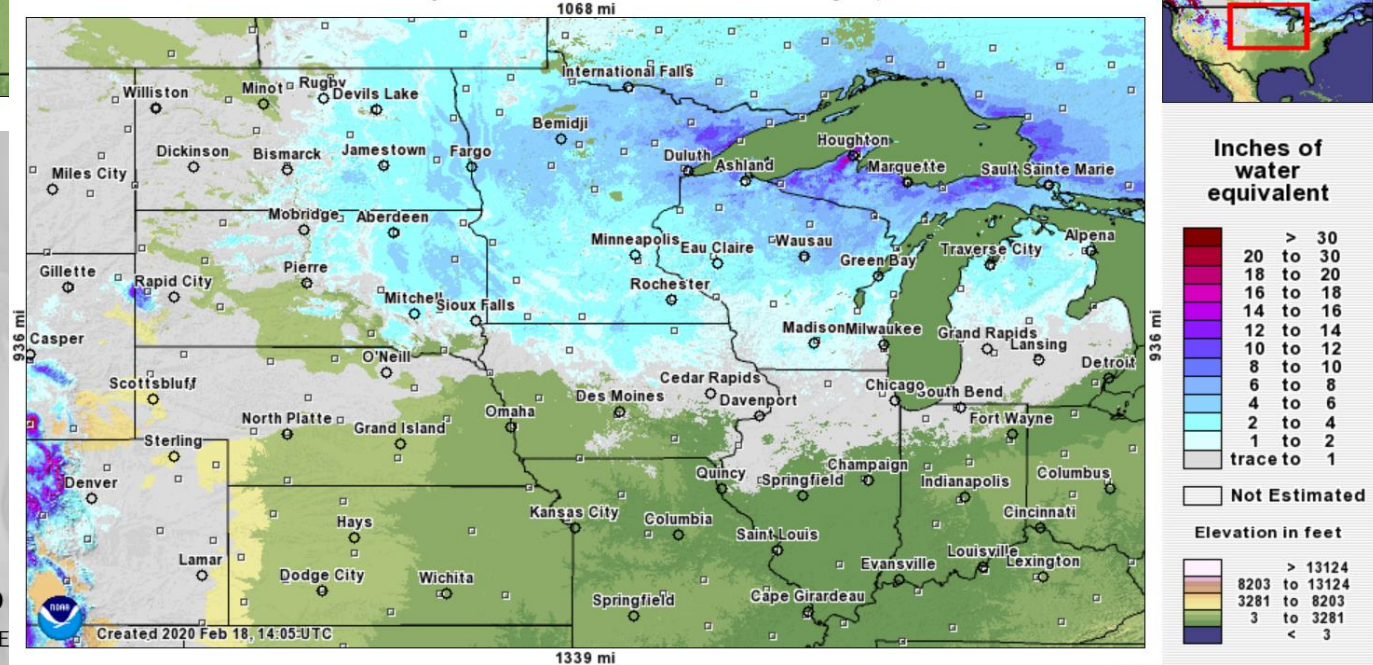 1068 mi
International Falls
Williston
Minot
Rugby
Devils Lake
Bemidji
Houghton
Dickinson
Bismarck
Jamestown
Fargo
Duluth
Ashland
Marquette
Sault Sainte Marie
Miles City
Mobridge
Aberdeen
Minneapolis
Eau Claire
Wausau
Green Bay
Traverse City
Alpena
Gillette
Rapid City
Pierre
Rochester
Mitchell
Sioux Falls
936 mi
Casper
Madison
Milwaukee
Grand Rapids
Lansing
936 mi
O'Neill
Detroit
Scottsbluff
Cedar Rapids
Chicago
South Bend
North Platte
Grand Island
Omaha
Des Moines
Davenport
Fort Wayne
Sterling
Denver
Quincy
Springfield
Champaign
Indianapolis
Columbus
Hays
Kansas City
Columbia
Saint Louis
Cincinnati
Lamar
Dodge City
Wichita
Evansville
Louisville
Lexington
Springfield
Cape Girardeau
NOAA
Created 2020 Feb 18, 14:05 UTC
1339 mi
Inches of
water
equivalent
> 30
20 to 30
18 to 20
16 to 18
14 to 16
12 to 14
10 to 12
8 to 10
6 to 8
4 to 6
2 to 4
1 to 2
trace to 1
Not Estimated
Elevation in feet
> 13124
8203 to 13124
3281 to 8203
3 to 3281
< 3